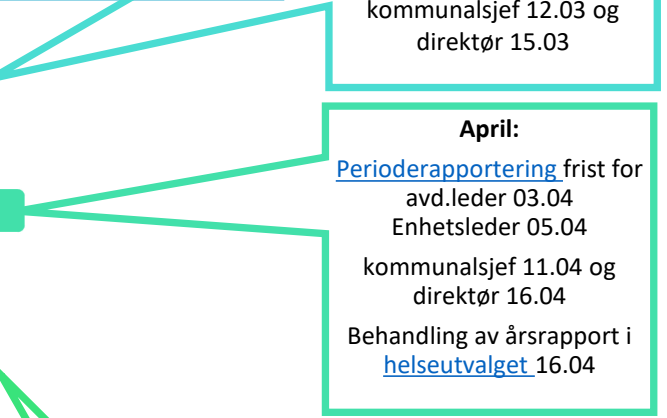 kommunalsjef 12.03 og
direktør 15.03
April:
Perioderapportering frist for
avd.leder 03.04
Enhetsleder 05.04
kommunalsjef 11.04 og
direktør 16.04
Behandling av årsrapport i
helseutvalget 16.04